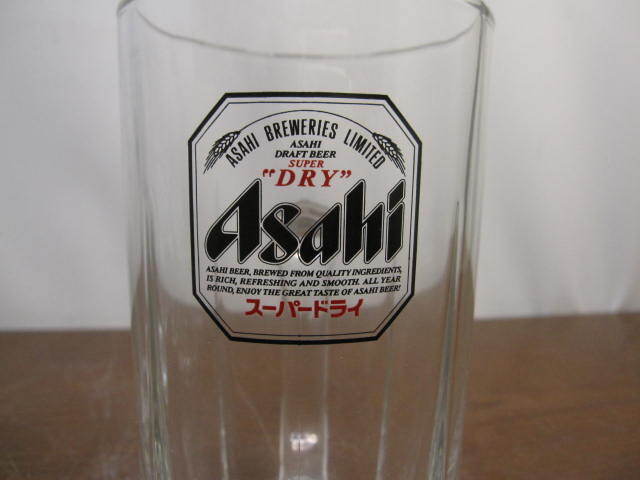 ASAHI BREWERIES LIMITED
ASAHI
DRAFT BEER
SUPER
"DRY"
Asahi
ASAHI BEER, BREWED FROM QUALITY INGREDIENTS,
IS RICH, REFRESHING AND SMOOTH. ALL YEAR
ROUND, ENJOY THE GREAT TASTE OF ASAHI BEER!
スーパードライ